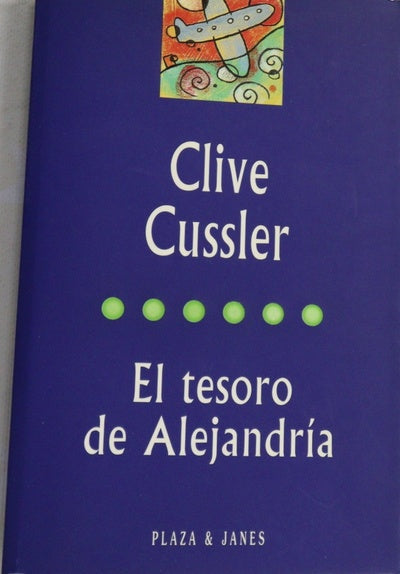 Clive
Cussler
El tesoro
de Alejandría
PLAZA & JANES